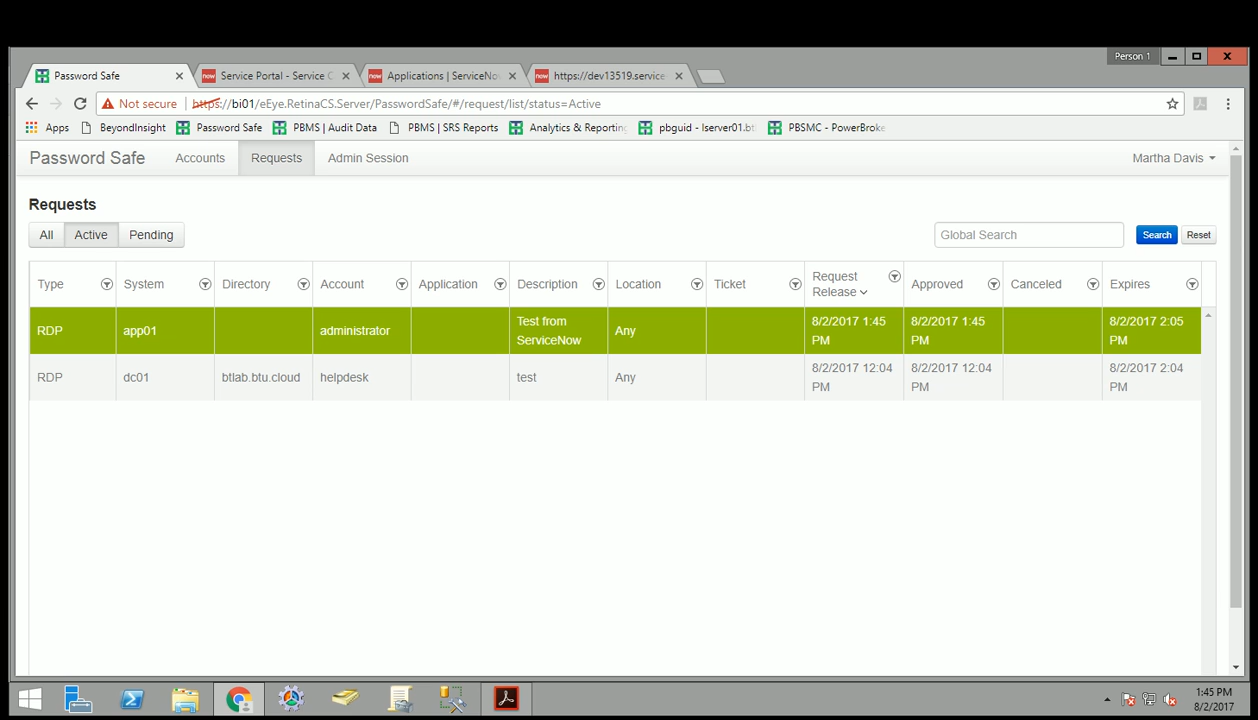 Person 1
Password Safe
Service Portal - Service C
Applications | ServiceNo
https://dev13519.service
Not secure | https://bi01/eEye.RetinaCS.Server/PasswordSafe/#/request/list/status=Active
Apps BeyondInsight Password Safe PBMS | Audit Data PBMS | SRS Reports Analytics & Reporting pbguid - lserver01.bt PBSMC - PowerBroke
Password Safe Accounts Requests Admin Session Martha Davis
Requests
All Active Pending Global Search Search Reset
Type System Directory Account Application Description Location Ticket Request Release Approved Canceled Expires
RDP app01 administrator Test from ServiceNow Any 8/2/2017 1:45 PM 8/2/2017 1:45 PM 8/2/2017 2:05 PM
RDP dc01 btlab.btu.cloud helpdesk test Any 8/2/2017 12:04 PM 8/2/2017 12:04 PM 8/2/2017 2:04 PM
1:45 PM
8/2/2017